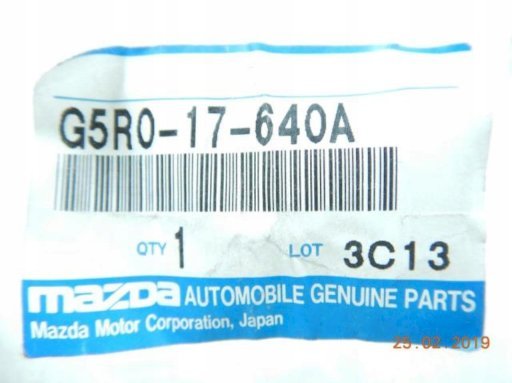 G5R0-17-640A
QTY 1 LOT 3C13
mazda AUTOMOBILE GENUINE PARTS
Mazda Motor Corporation, Japan
25.02.2019